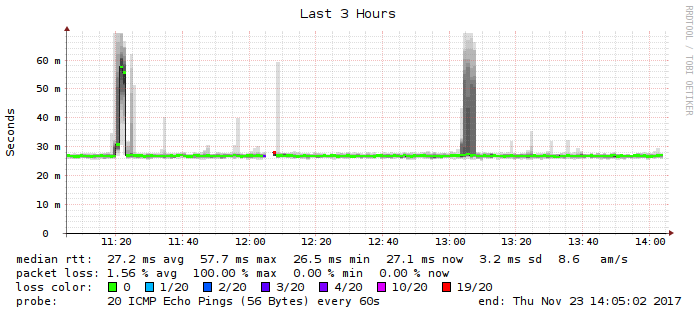 Last 3 Hours
RRDTOOL / TOBI OETIKER
Seconds
60 m
50 m
40 m
30 m
20 m
10 m
0
11:20 11:40 12:00 12:20 12:40 13:00 13:20 13:40 14:00
median rtt: 27.2 ms avg 57.7 ms max 26.5 ms min 27.1 ms now 3.2 ms sd 8.6 am/s
packet loss: 1.56 % avg 100.00 % max 0.00 % min 0.00 % now
loss color: 0 1/20 2/20 3/20 4/20 10/20 19/20
probe: 20 ICMP Echo Pings (56 Bytes) every 60s end: Thu Nov 23 14:05:02 2017